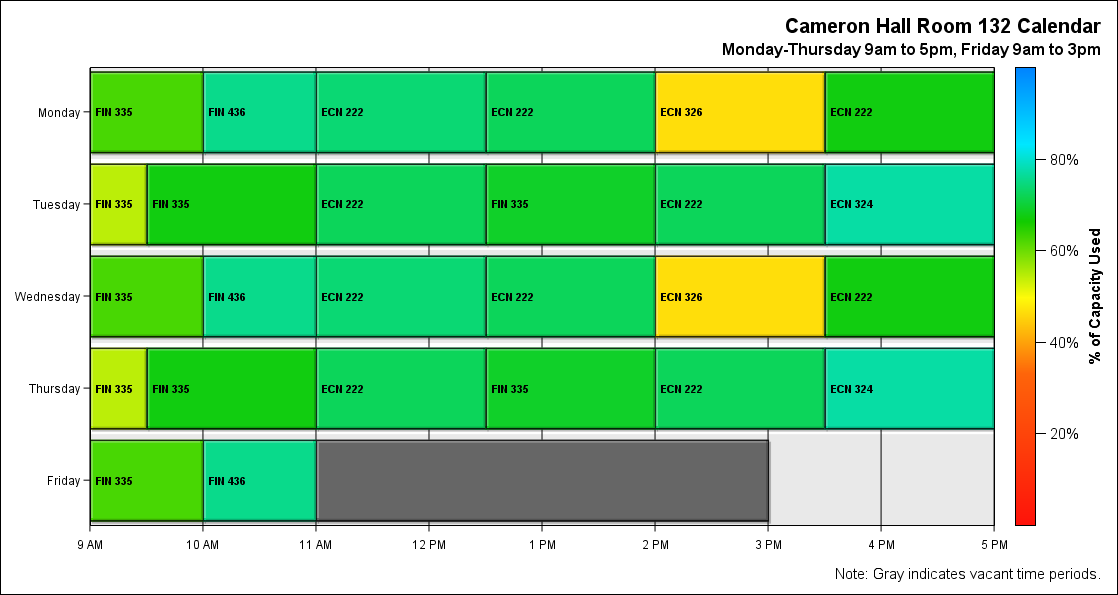 Cameron Hall Room 132 Calendar
Monday-Thursday 9am to 5pm, Friday 9am to 3pm
Monday FIN 335 FIN 436 ECN 222 ECN 222 ECN 326 ECN 222
Tuesday FIN 335 FIN 335 ECN 222 FIN 335 ECN 222 ECN 324
Wednesday FIN 335 FIN 436 ECN 222 ECN 222 ECN 326 ECN 222
Thursday FIN 335 FIN 335 ECN 222 FIN 335 ECN 222 ECN 324
Friday FIN 335 FIN 436
9 AM 10 AM 11 AM 12 PM 1 PM 2 PM 3 PM 4 PM 5 PM
80%
60%
40%
20%
% of Capacity Used
Note: Gray indicates vacant time periods.